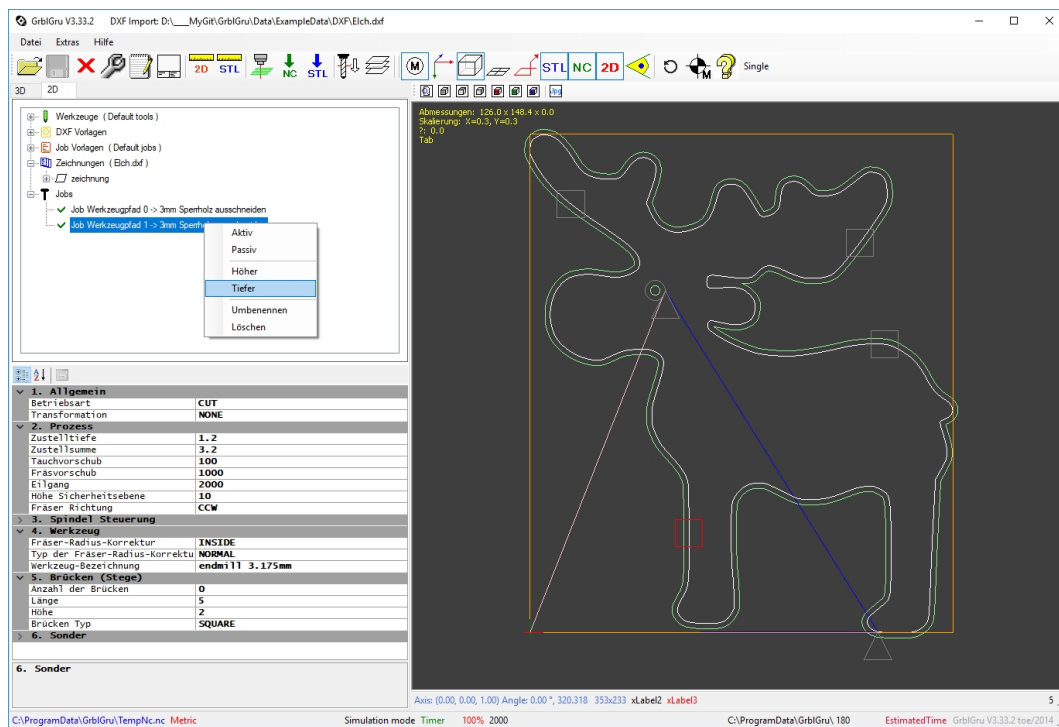 GrblGru V3.33.2 DXF Import: D:\___MyGit\GrblGru\Data\ExampleData\DXF\Elch.dxf
Datei Extras Hilfe
2D STL NC STL M STL NC 2D M Single
3D 2D
Jpg
Werkzeuge ( Default tools )
DXF Vorlagen
Job Vorlagen ( Default jobs )
Zeichnungen ( Elch.dxf )
zeichnung
Jobs
Job Werkzeugpfad 0 -> 3mm Sperrholz ausschneiden
Job Werkzeugpfad 1 -> 3mm Sperrholz ausschneiden
Aktiv
Passiv
Höher
Tiefer
Umbenennen
Löschen
Abmessungen: 126.0 x 148.4 x 0.0
Skalierung: X=0.3, Y=0.3
?: 0.0
Tab
1. Allgemein
Betriebsart CUT
Transformation NONE
2. Prozess
Zustelltiefe 1.2
Zustellsumme 3.2
Tauchvorschub 100
Fräsvorschub 1000
Eilgang 2000
Höhe Sicherheitsebene 10
Fräser Richtung CCW
3. Spindel Steuerung
4. Werkzeug
Fräser-Radius-Korrektur INSIDE
Typ der Fräser-Radius-Korrektu NORMAL
Werkzeug-Bezeichnung endmill 3.175mm
5. Brücken (Stege)
Anzahl der Brücken 0
Länge 5
Höhe 2
Brücken Typ SQUARE
6. Sonder
6. Sonder
Axis: (0.00, 0.00, 1.00) Angle: 0.00 °, 320.318 353x233 xLabel2 xLabel3 5
C:\ProgramData\GrblGru\TempNc.nc Metric Simulation mode Timer 100% 2000 C:\ProgramData\GrblGru\ 180 EstimatedTime GrblGru V3.33.2 toe/2014